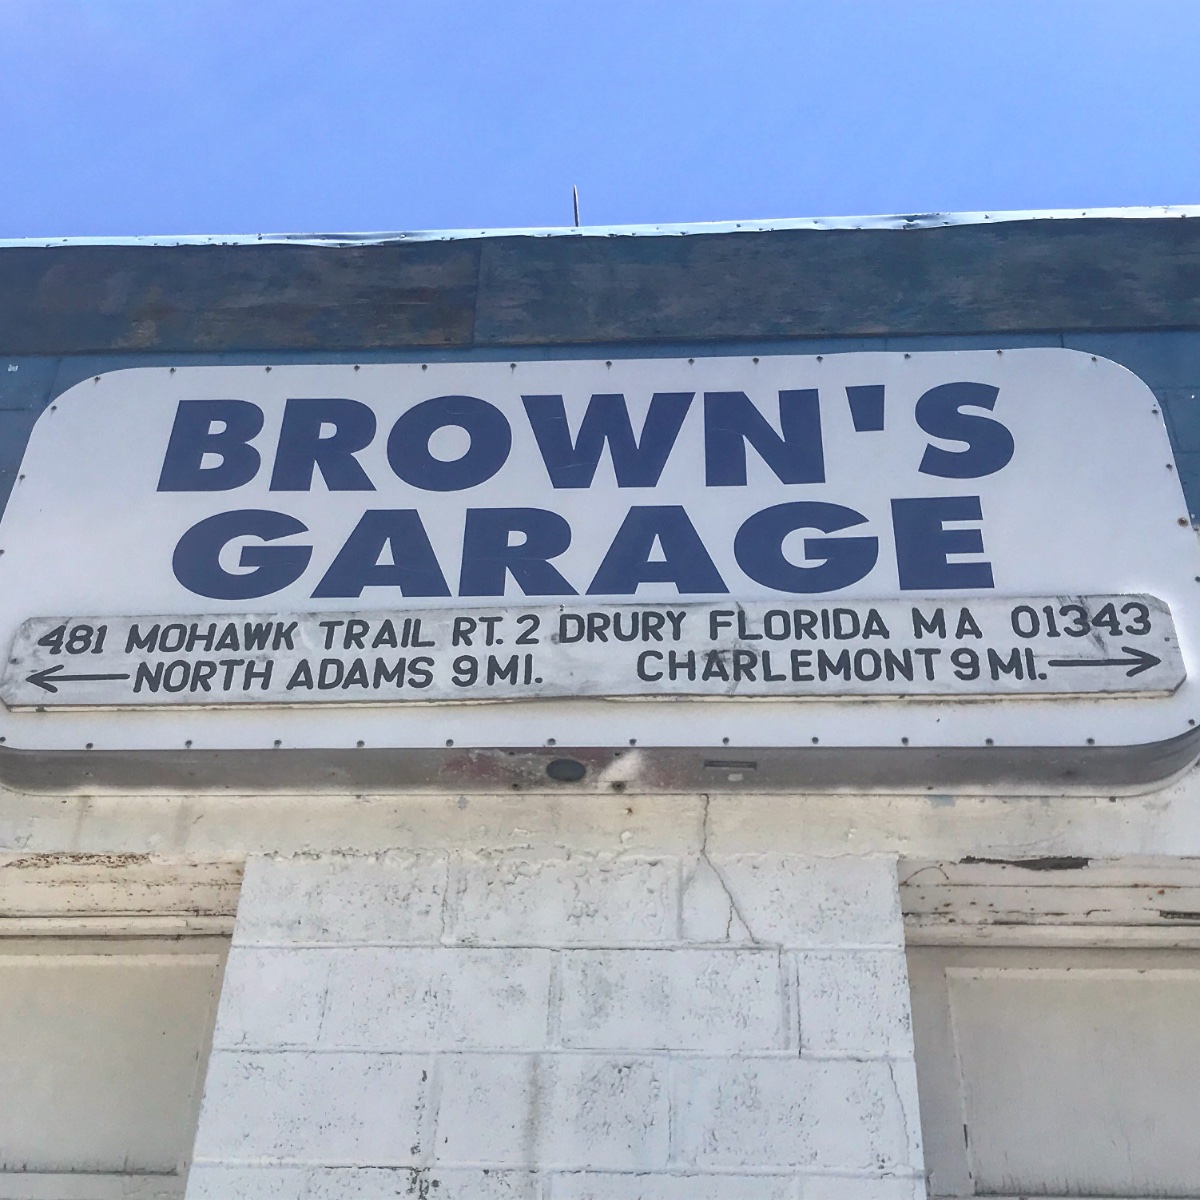 BROWN'S
GARAGE
481 MOHAWK TRAIL RT. 2 DRURY FLORIDA MA 01343
NORTH ADAMS 9 MI. CHARLEMONT 9 MI.